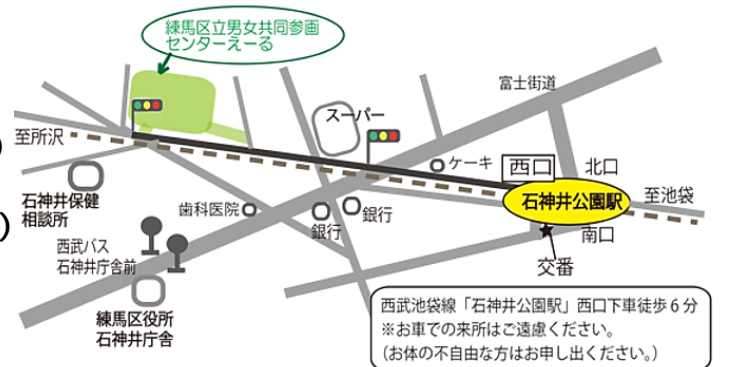 練馬区立男女共同参画
センターえーる
富士街道
スーパー
至所沢
ケーキ
西口
北口
石神井公園駅
至池袋
石神井保健
相談所
歯科医院
銀行
銀行
南口
西武バス
石神井庁舎前
交番
練馬区役所
石神井庁舎
西武池袋線「石神井公園駅」西口下車徒歩6分
※お車での来所はご遠慮ください。
(お体の不自由な方はお申し出ください。)
)
)